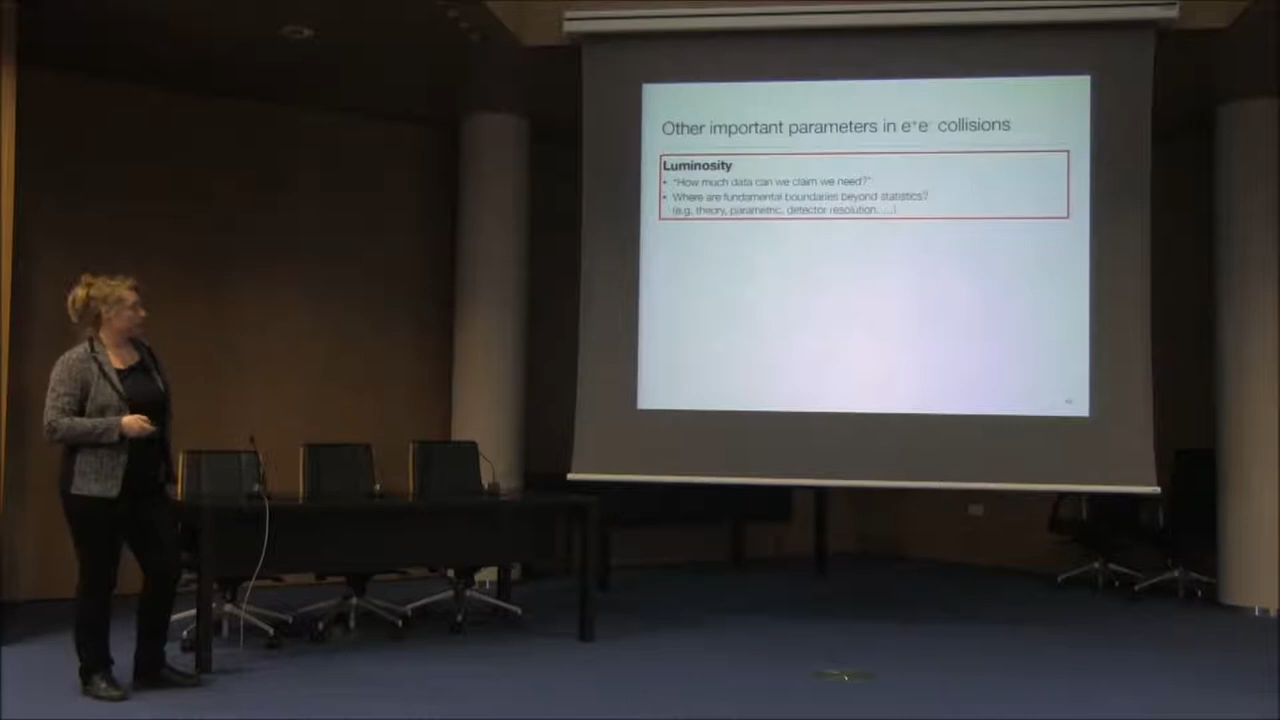 Other important parameters in e⁺e⁻ collisions
Luminosity
• "How much data can we claim we need?"
• Where are fundamental boundaries beyond statistics?
(e.g. theory, parametric, detector resolution, ...)